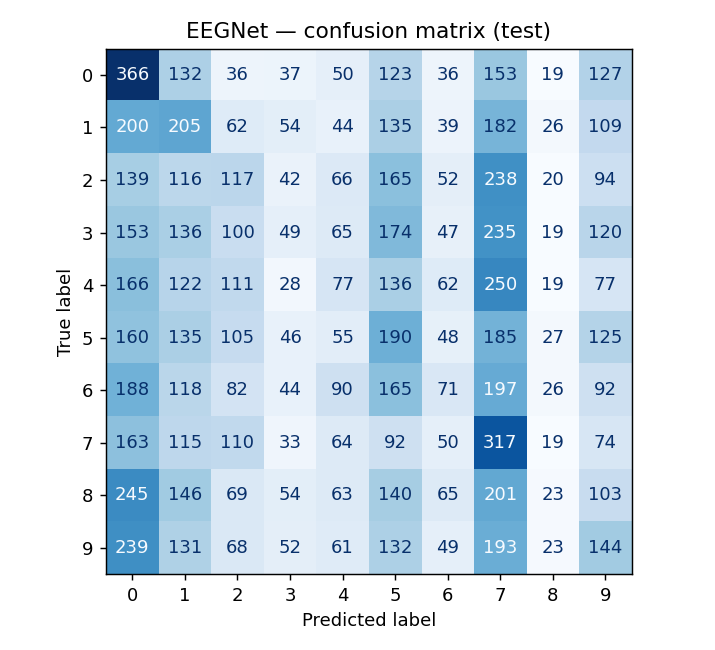 EEGNet — confusion matrix (test)
0 366 132 36 37 50 123 36 153 19 127
1 200 205 62 54 44 135 39 182 26 109
2 139 116 117 42 66 165 52 238 20 94
3 153 136 100 49 65 174 47 235 19 120
4 166 122 111 28 77 136 62 250 19 77
5 160 135 105 46 55 190 48 185 27 125
6 188 118 82 44 90 165 71 197 26 92
7 163 115 110 33 64 92 50 317 19 74
8 245 146 69 54 63 140 65 201 23 103
9 239 131 68 52 61 132 49 193 23 144
0 1 2 3 4 5 6 7 8 9
Predicted label
True label